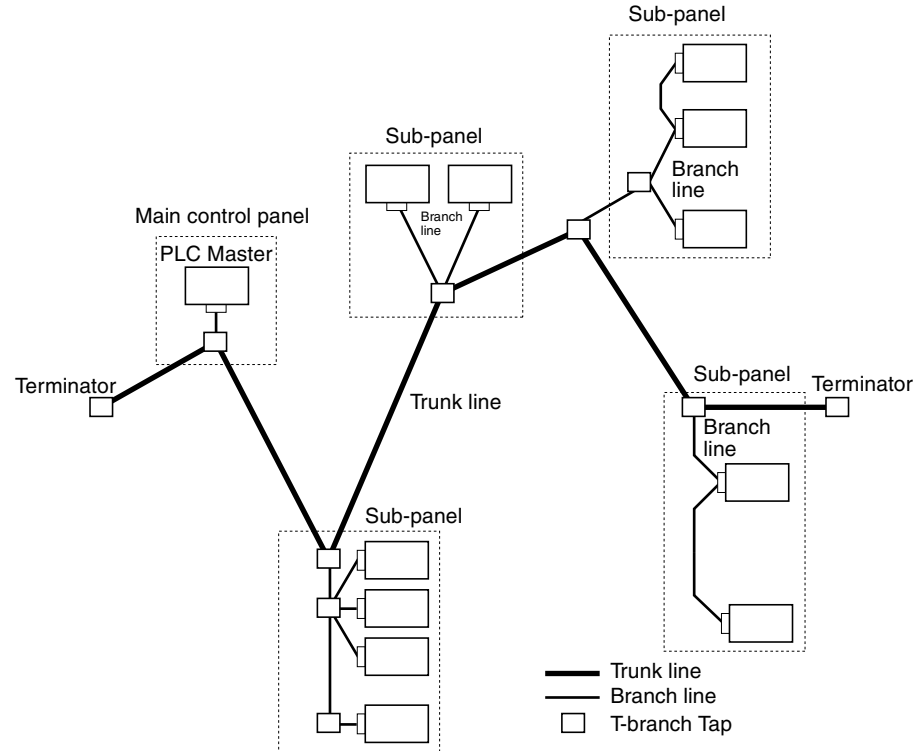 Sub-panel
Sub-panel
Branch
line
Branch
line
Main control panel
PLC Master
Terminator
Trunk line
Sub-panel
Terminator
Branch
line
Sub-panel
Trunk line
Branch line
T-branch Tap